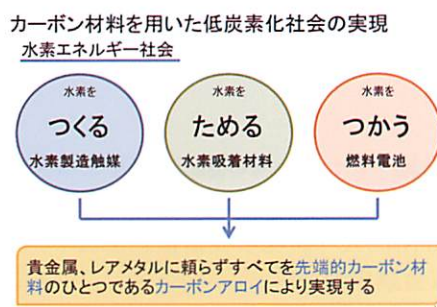 カーボン材料を用いた低炭素化社会の実現
水素エネルギー社会
水素を
つくる
水素製造触媒
水素を
ためる
水素吸着材料
水素を
つかう
燃料電池
貴金属、レアメタルに頼らずすべてを先端的カーボン材
料のひとつであるカーボンアロイにより実現する